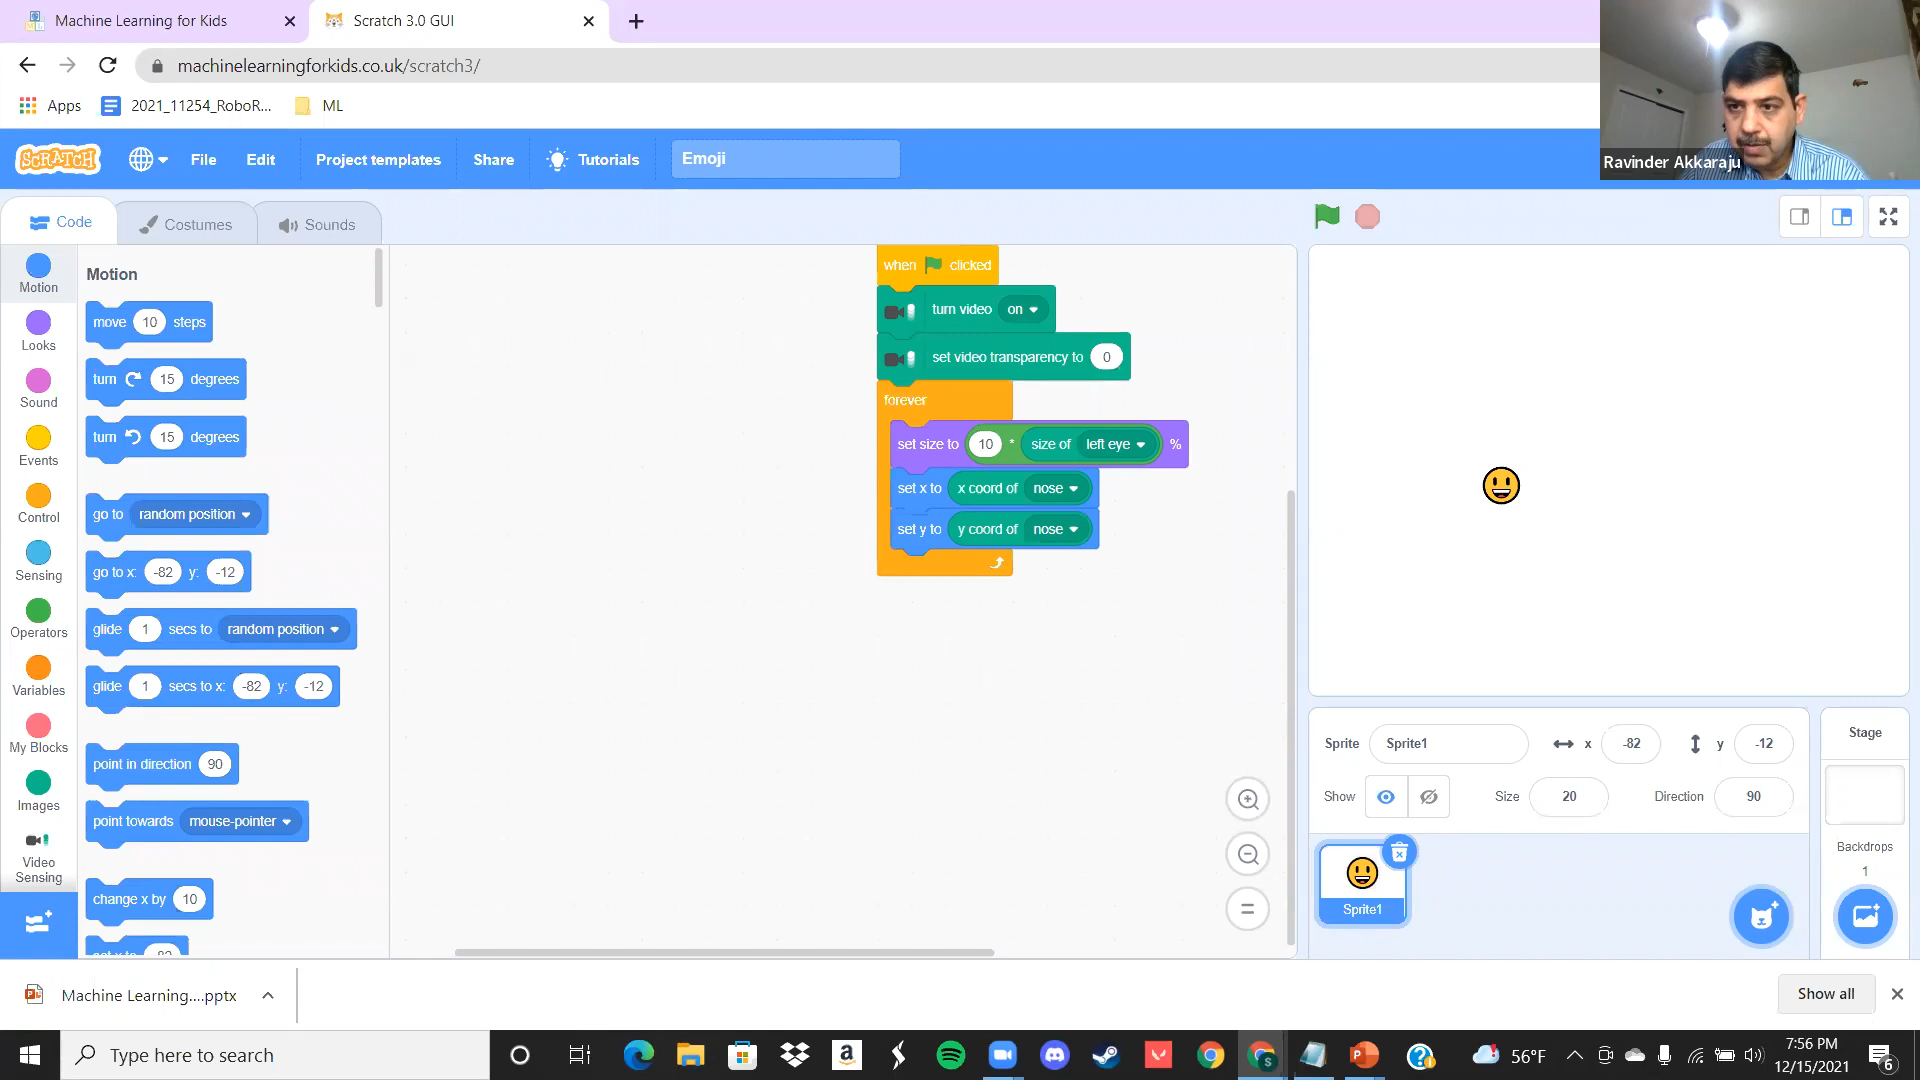 Machine Learning for Kids
Scratch 3.0 GUI
machinelearningforkids.co.uk/scratch3/
Apps
2021_11254_RoboR...
ML
Ravinder Akkaraju
SCRATCH
File
Edit
Project templates
Share
Tutorials
Emoji
Code
Costumes
Sounds
Motion
Looks
Sound
Events
Control
Sensing
Operators
Variables
My Blocks
Images
Video
Sensing
Motion
move 10 steps
turn 15 degrees
turn 15 degrees
go to random position
go to x: -82 y: -12
glide 1 secs to random position
glide 1 secs to x: -82 y: -12
point in direction 90
point towards mouse-pointer
change x by 10
set x to -82
when clicked
turn video on
set video transparency to 0
forever
set size to 10 * size of left eye %
set x to x coord of nose
set y to y coord of nose
Sprite Sprite1 x -82 y -12
Show Size 20 Direction 90
Sprite1
Stage
Backdrops
1
Machine Learning....pptx
Show all
Type here to search
56°F
7:56 PM
12/15/2021
6